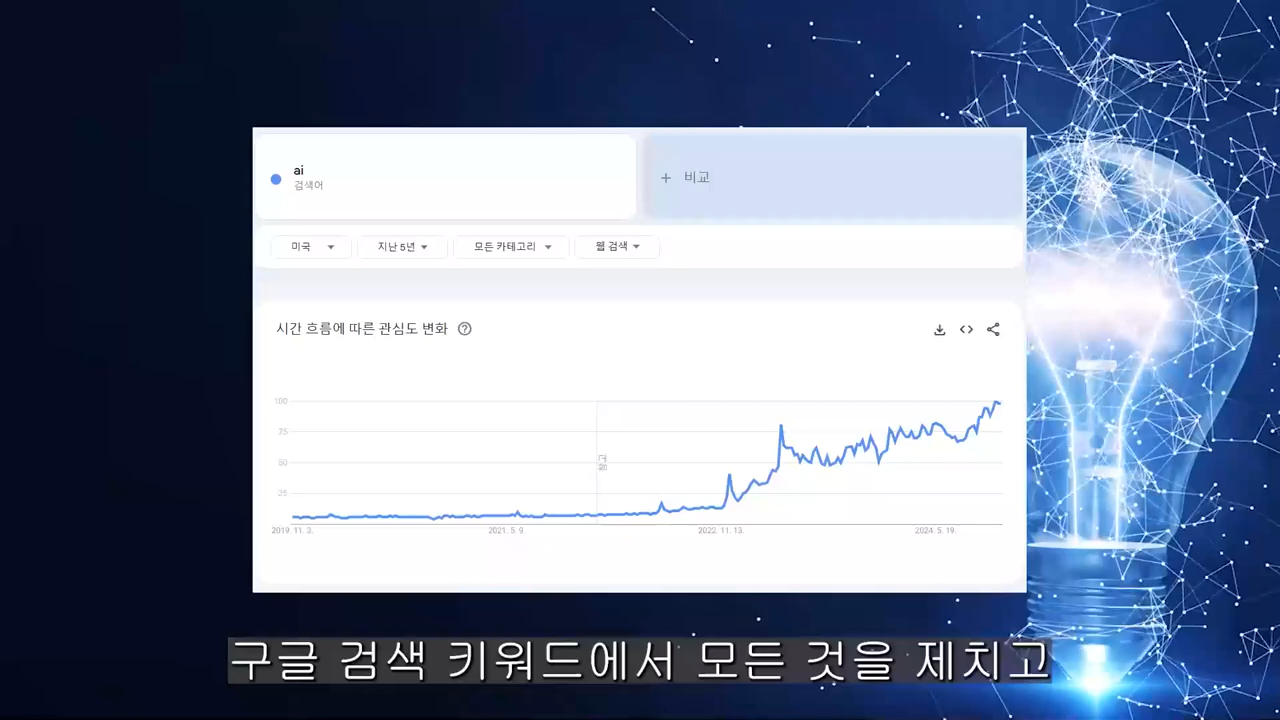 ai
검색어
+ 비교
미국
지난 5년
모든 카테고리
웹 검색
시간 흐름에 따른 관심도 변화
100
75
50
25
참고
2019. 11. 3.
2021. 5. 9.
2022. 11. 13.
2024. 5. 19.
구글 검색 키워드에서 모든 것을 제치고